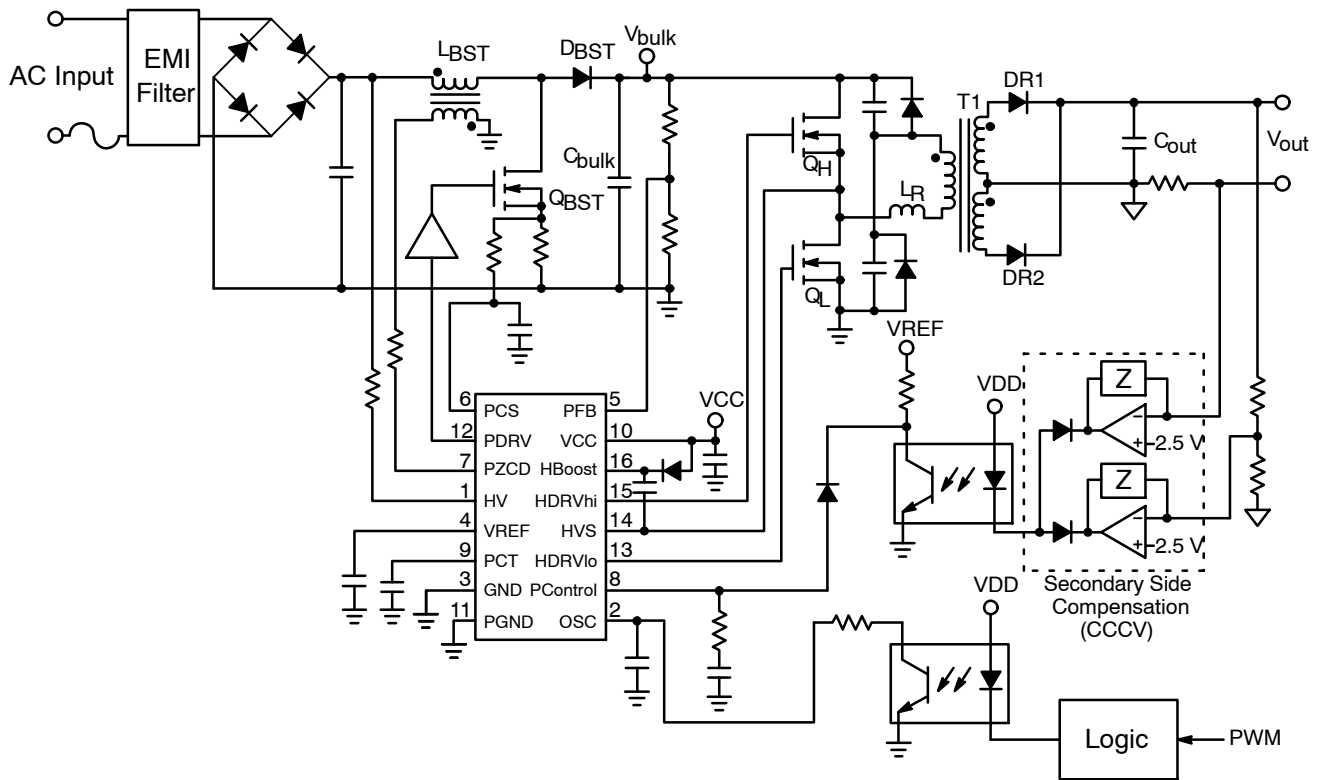 AC Input
EMI
Filter
LBST
DBST
Vbulk
Cbulk
QBST
QH
QL
LR
T1
DR1
DR2
Cout
Vout
VREF
VDD
Z
−
+
2.5 V
Z
−
+
2.5 V
Secondary Side
Compensation
(CCCV)
VCC
6 PCS PFB 5
12 PDRV VCC 10
7 PZCD HBoost 16
1 HV HDRVhi 15
4 VREF HVS 14
9 PCT HDRVlo 13
3 GND PControl 8
11 PGND OSC 2
VDD
Logic
PWM